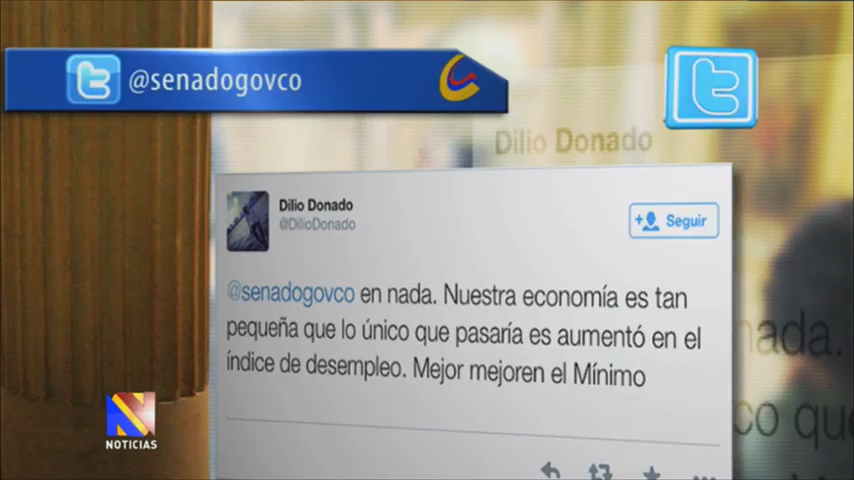 @senadogovco
Dilio Donado
Dilio Donado
@DilioDonado
Seguir
@senadogovco en nada. Nuestra economía es tan
pequeña que lo único que pasaría es aumentó en el
índice de desempleo. Mejor mejoren el Mínimo
nada.
co que
NOTICIAS